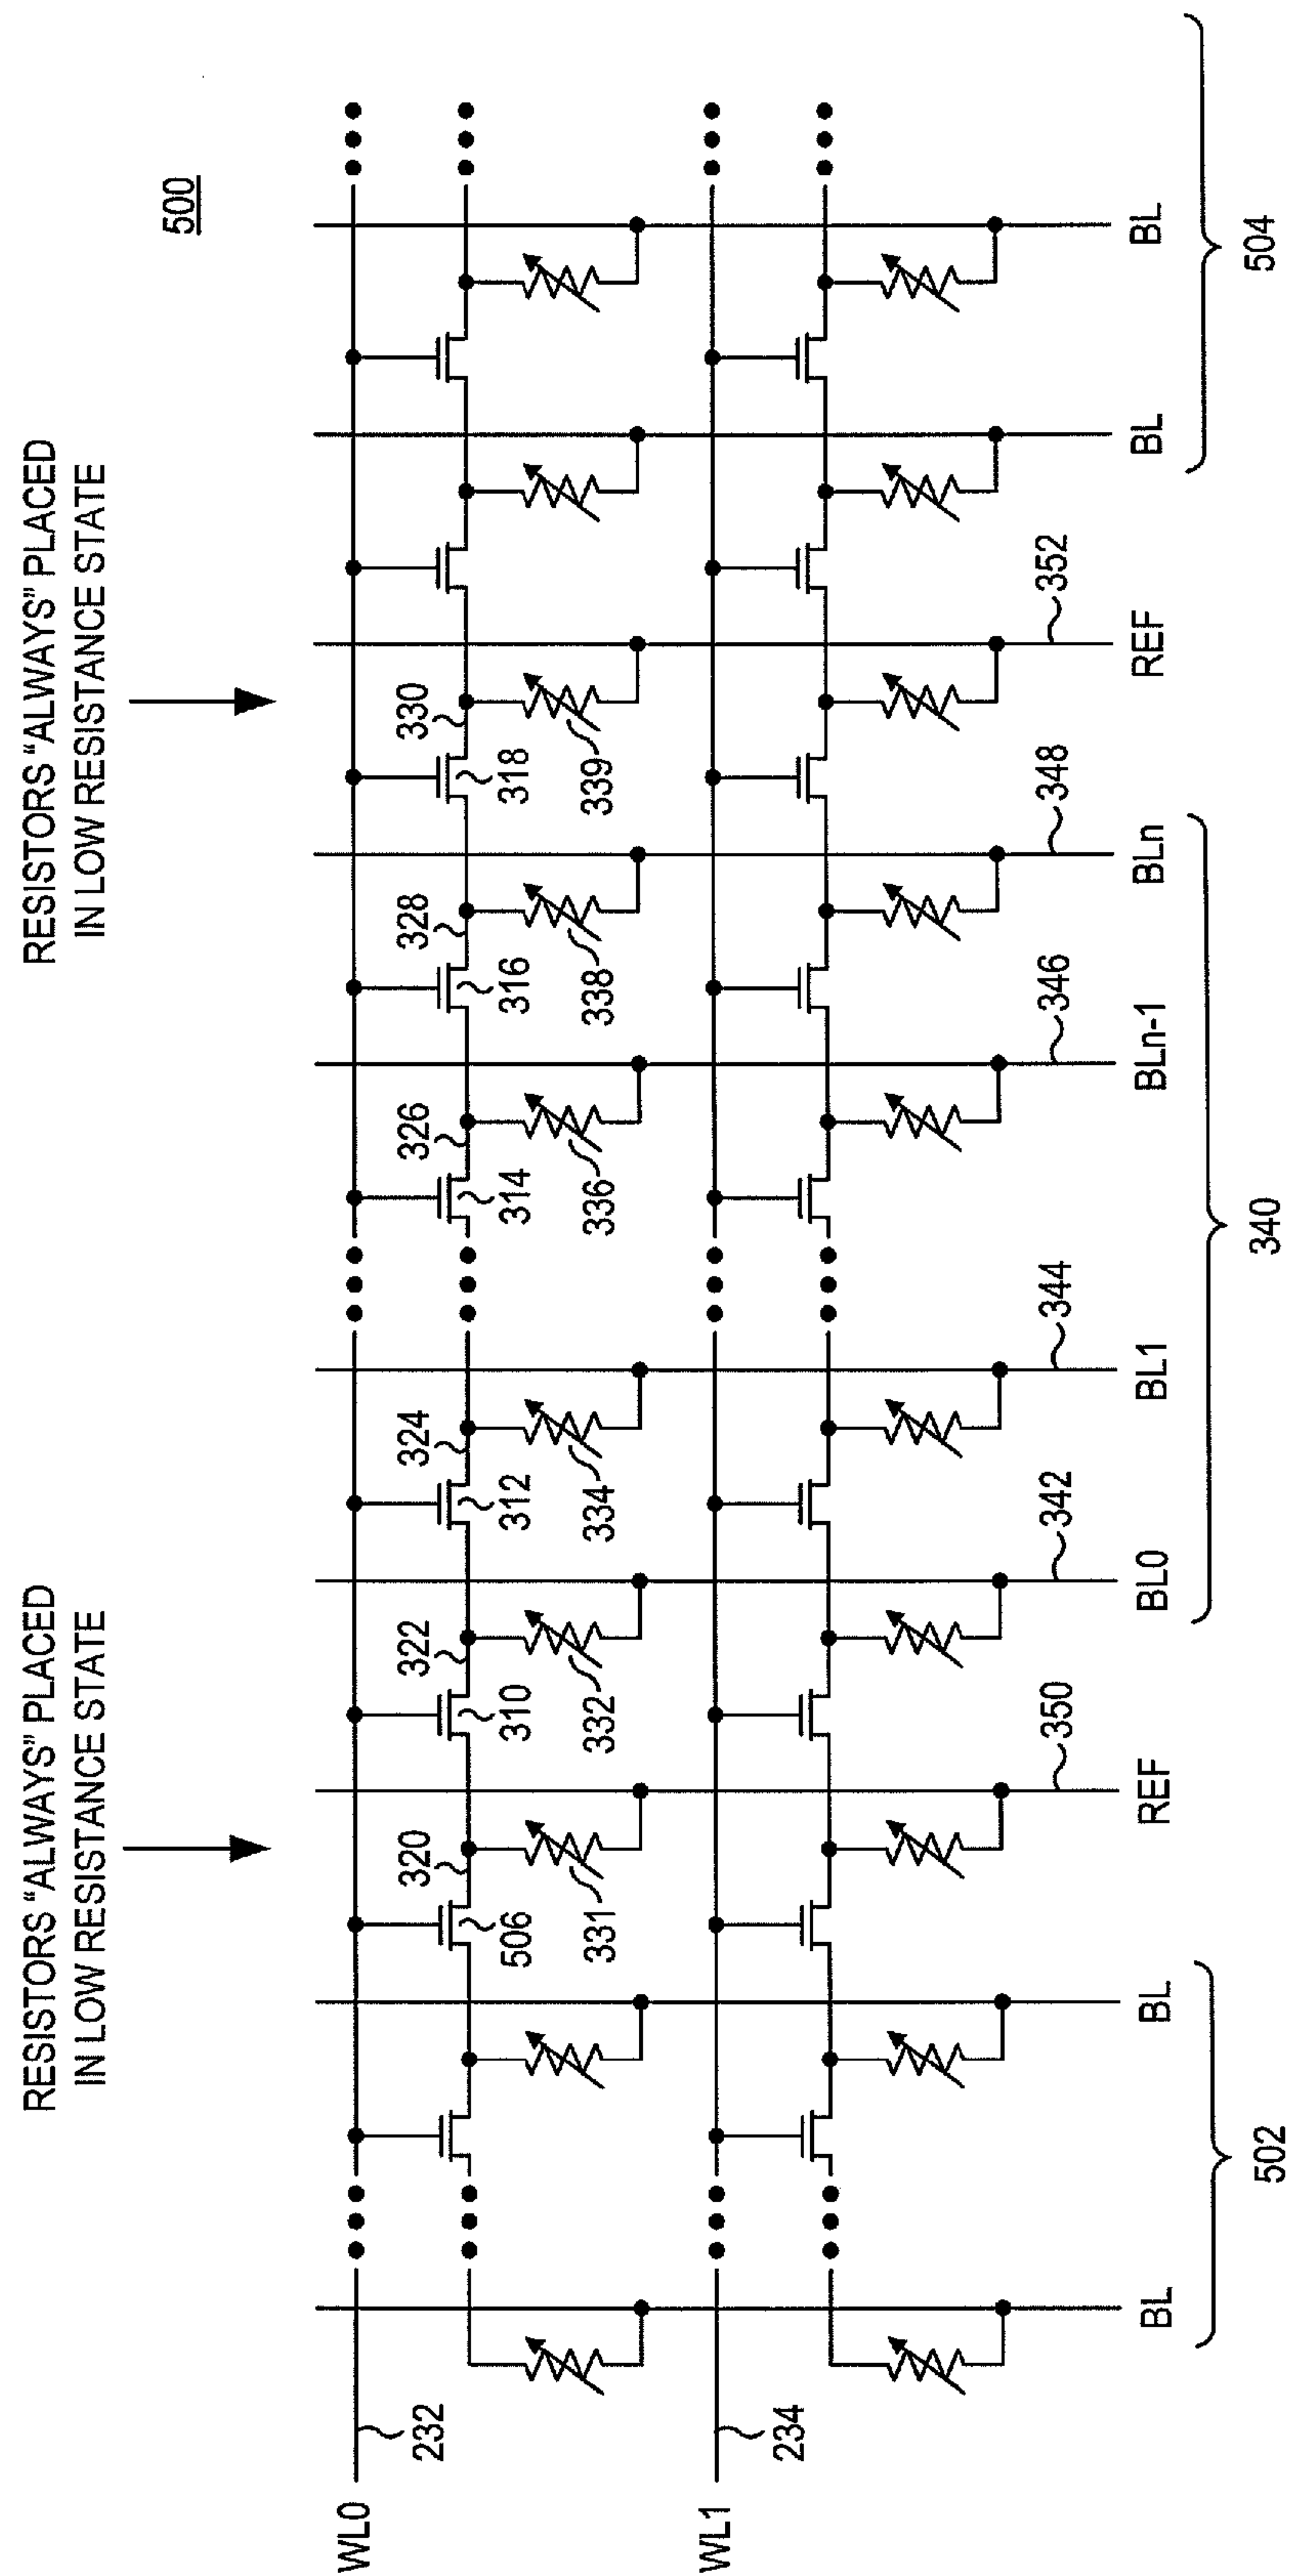 500
RESISTORS “ALWAYS” PLACED
IN LOW RESISTANCE STATE
RESISTORS “ALWAYS” PLACED
IN LOW RESISTANCE STATE
WL0
232
320
322
324
326
328
330
506
310
312
314
316
318
331
332
334
336
338
339
WL1
234
350
342
344
346
348
352
BL
BL
REF
BL0
BL1
BLn-1
BLn
REF
BL
BL
502
340
504